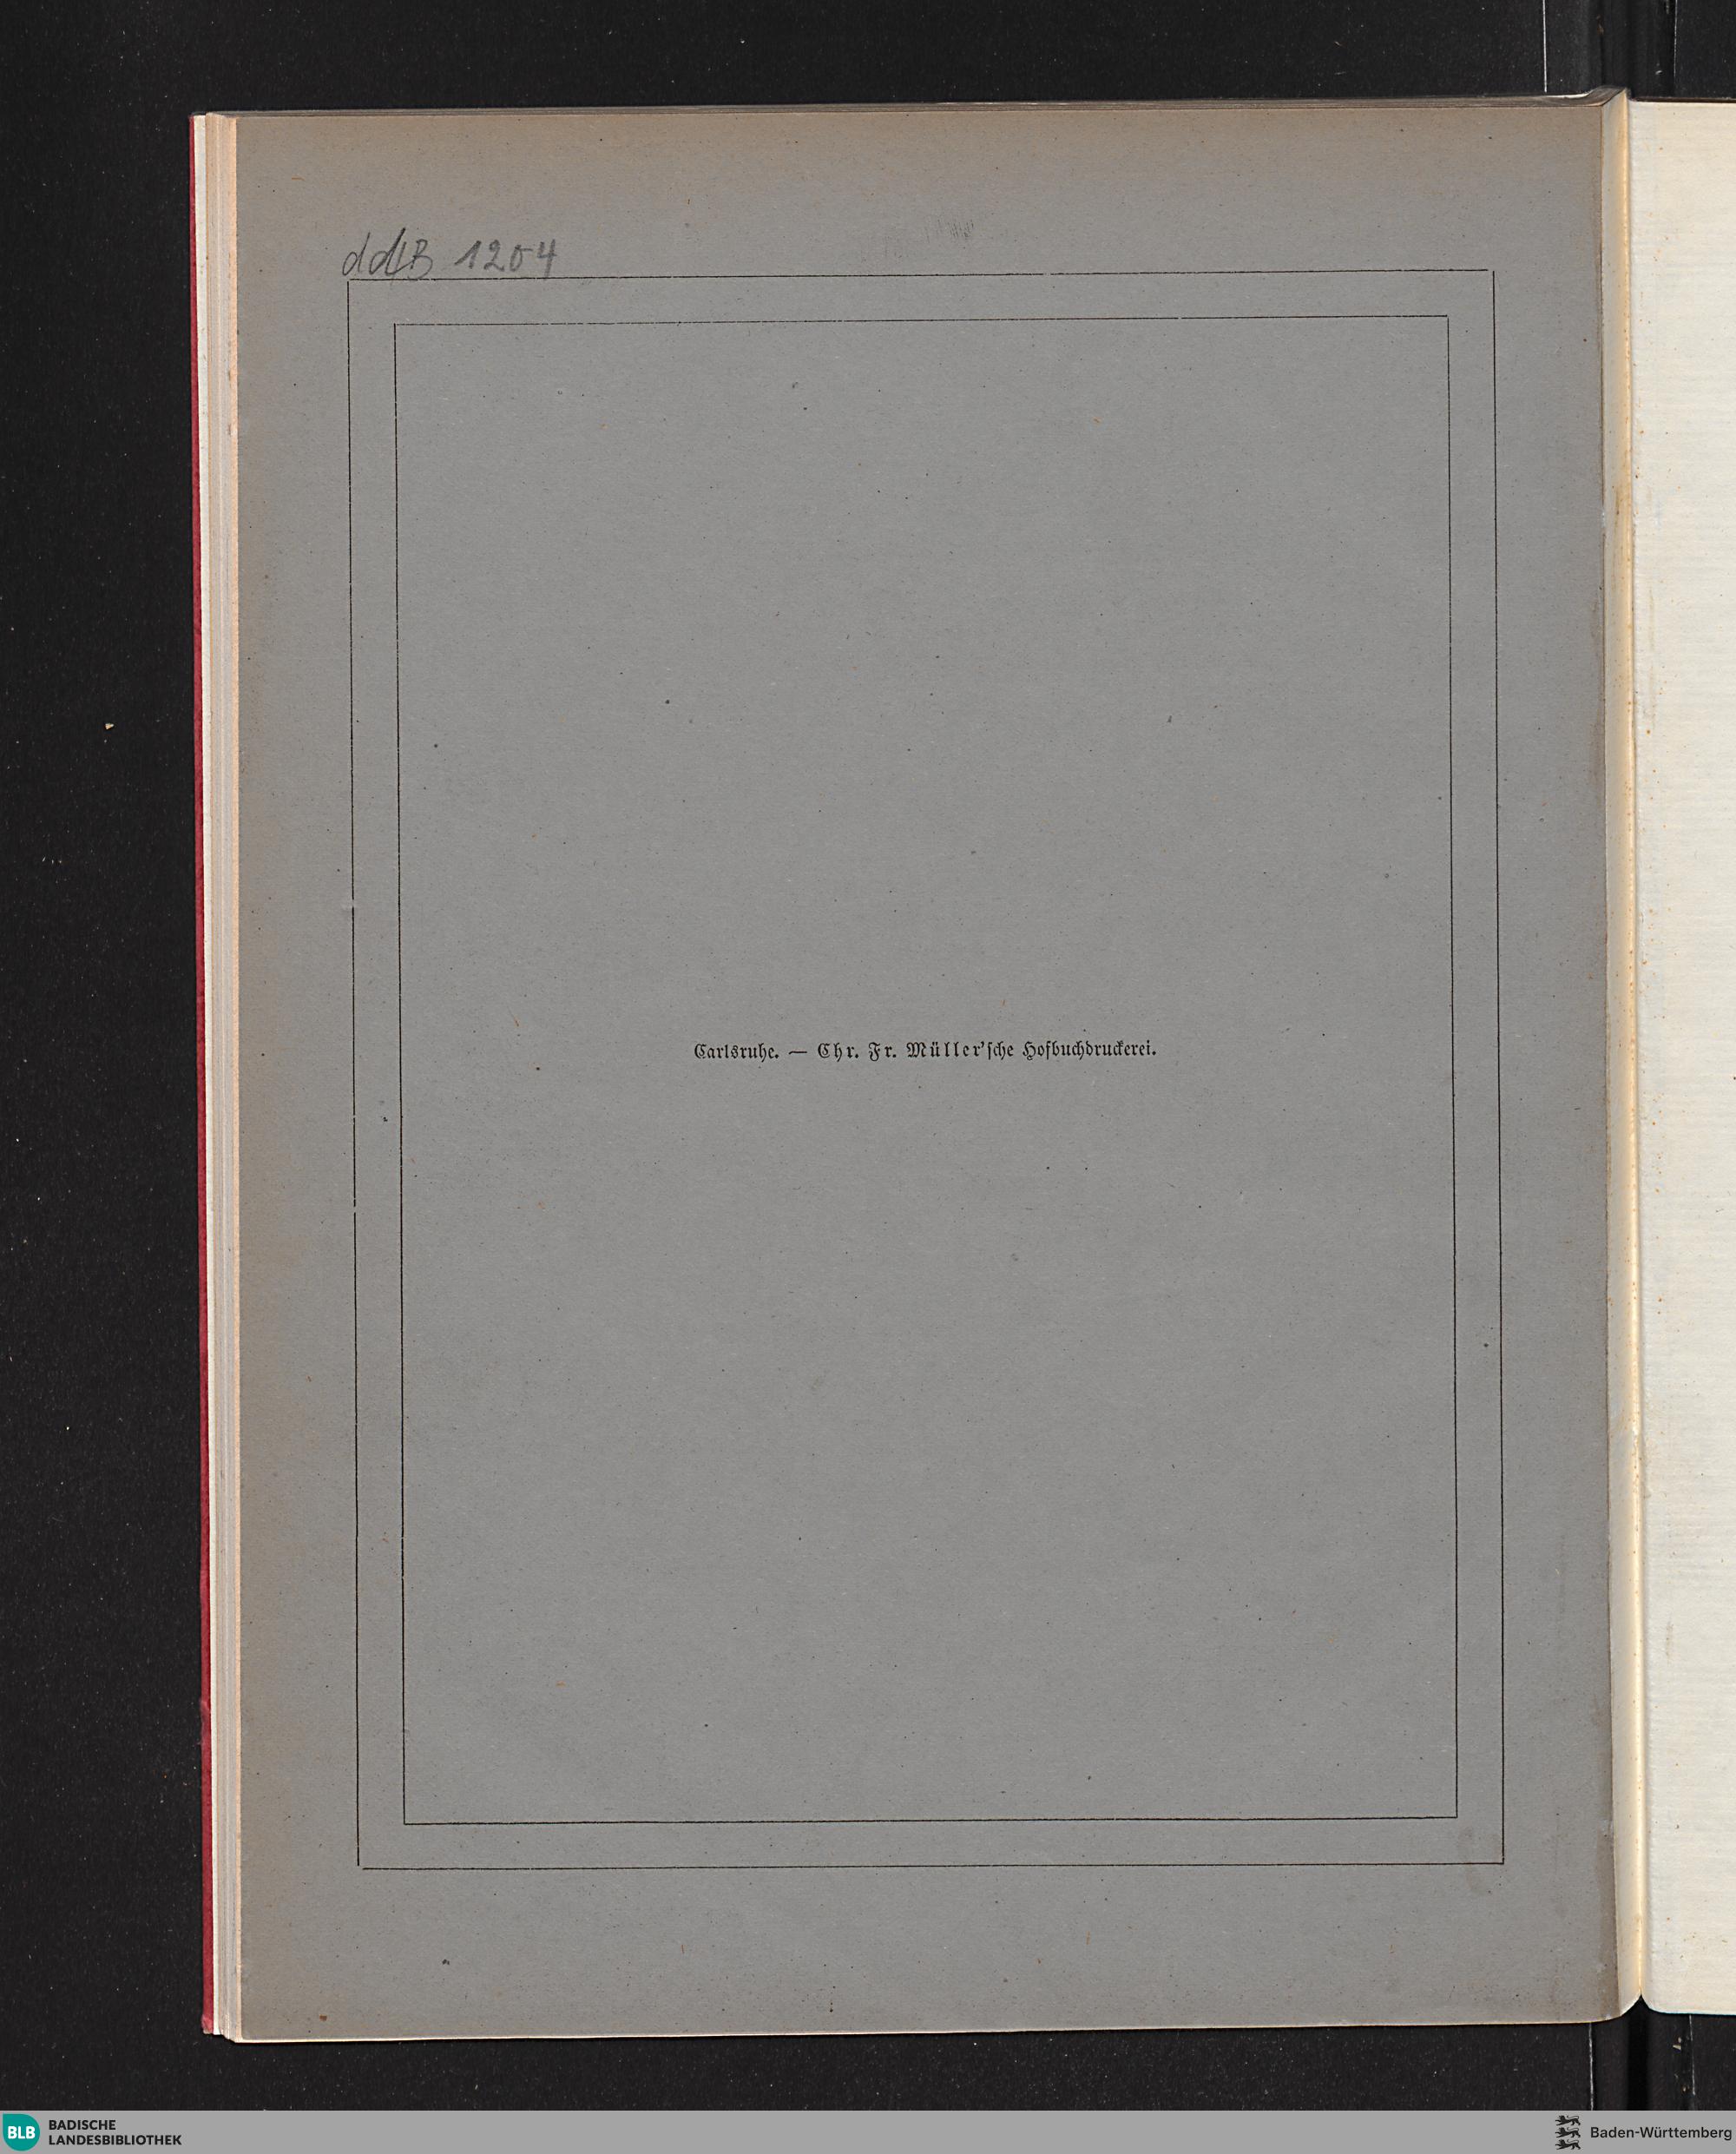 ddB 1204
Carlsruhe. — Chr. Fr. Müller'sche Hofbuchdruckerei.
BLB
BADISCHE
LANDESBIBLIOTHEK
Baden-Württemberg